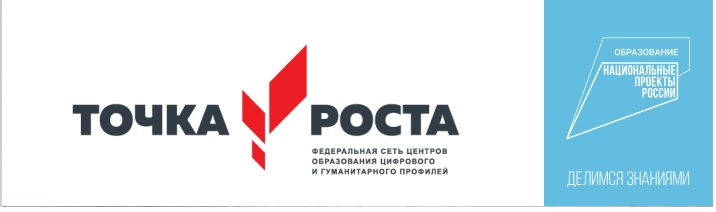 ТОЧКА РОСТА
ФЕДЕРАЛЬНАЯ СЕТЬ ЦЕНТРОВ
ОБРАЗОВАНИЯ ЦИФРОВОГО
И ГУМАНИТАРНОГО ПРОФИЛЕЙ
ОБРАЗОВАНИЕ
НАЦИОНАЛЬНЫЕ
ПРОЕКТЫ
РОССИИ
ДЕЛИМСЯ ЗНАНИЯМИ